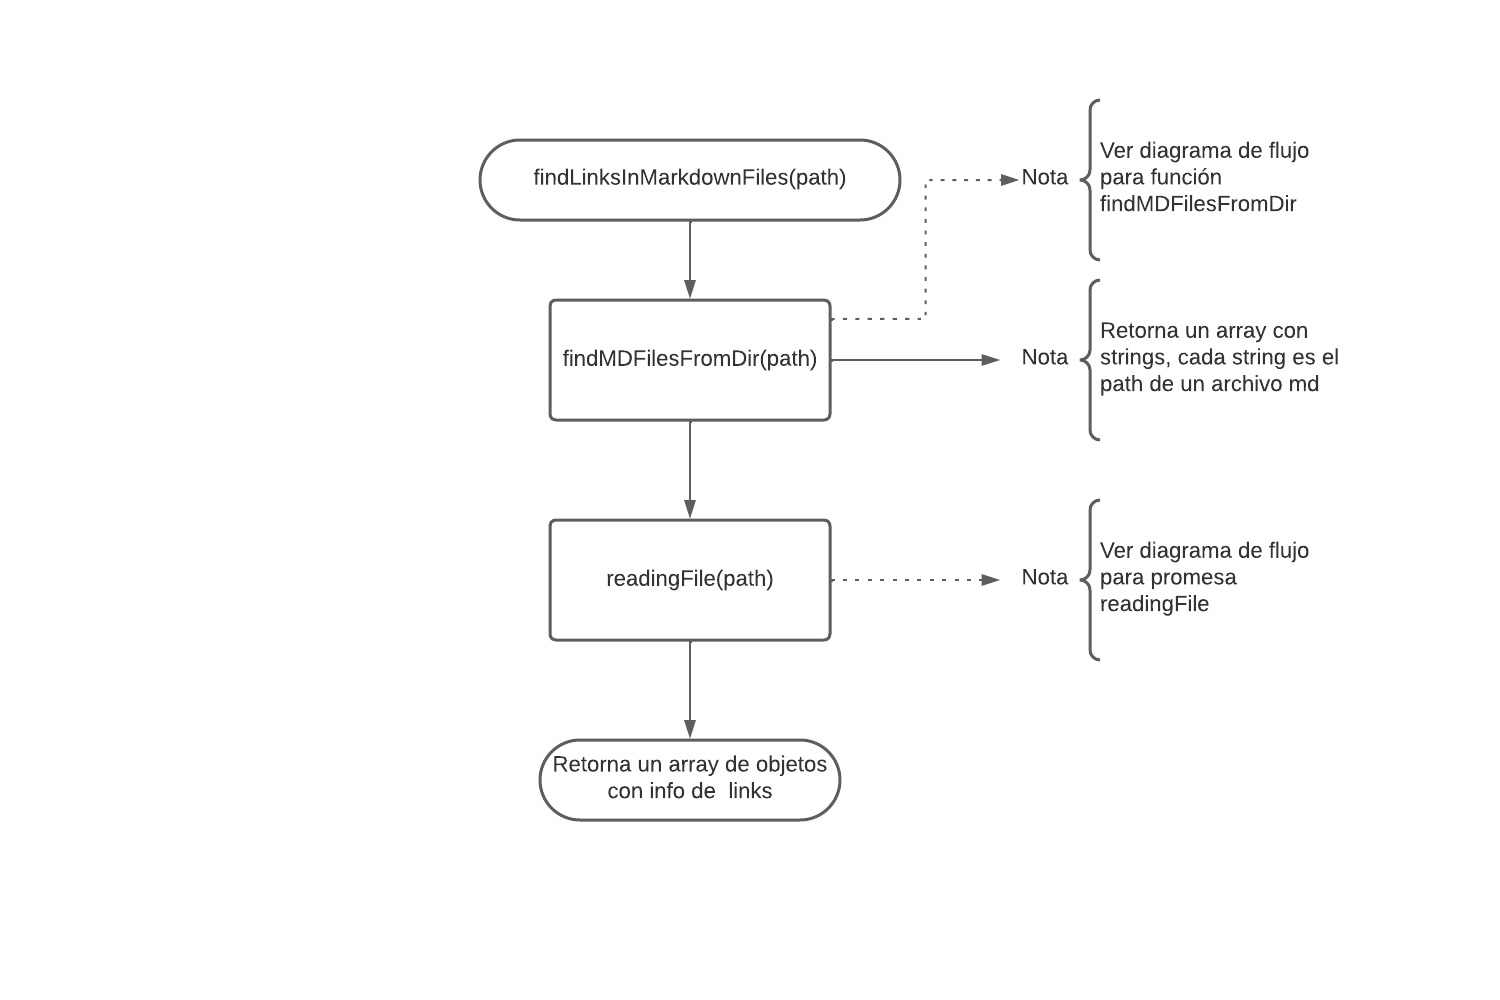 findLinksInMarkdownFiles(path)
Nota
Ver diagrama de flujo
para función
findMDFilesFromDir
findMDFilesFromDir(path)
Nota
Retorna un array con
strings, cada string es el
path de un archivo md
readingFile(path)
Nota
Ver diagrama de flujo
para promesa
readingFile
Retorna un array de objetos
con info de  links